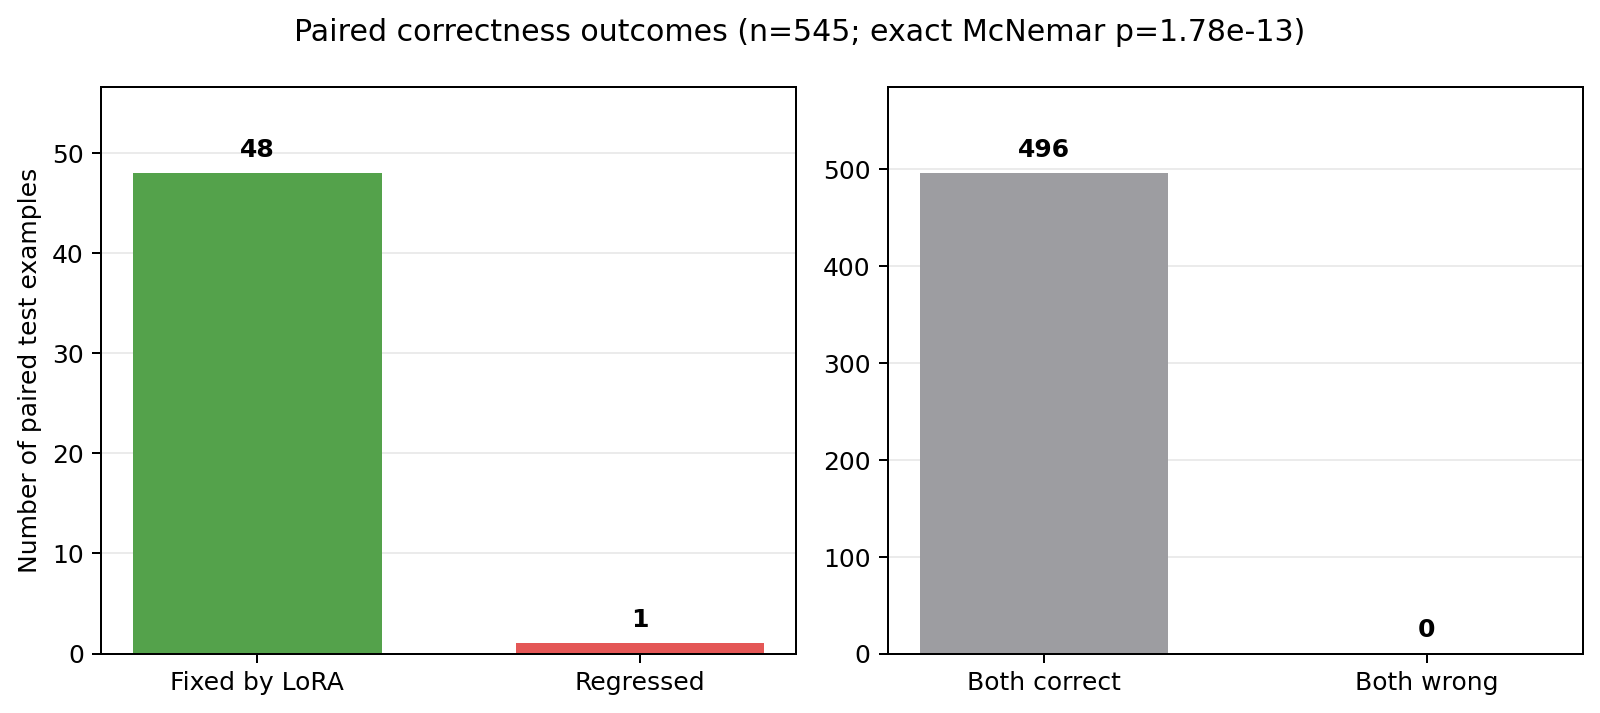 Paired correctness outcomes (n=545; exact McNemar p=1.78e-13)
Number of paired test examples
50
40
30
20
10
0
48
1
Fixed by LoRA
Regressed
500
400
300
200
100
0
496
0
Both correct
Both wrong